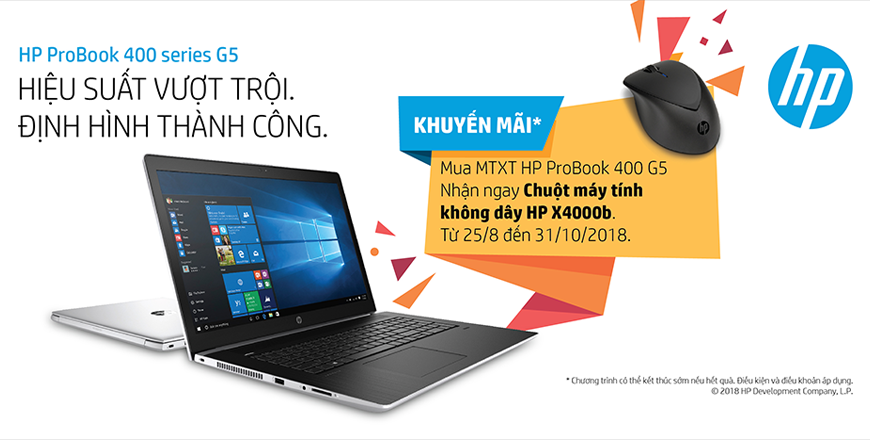 HP ProBook 400 series G5
HIỆU SUẤT VƯỢT TRỘI.
ĐỊNH HÌNH THÀNH CÔNG.
hp
KHUYẾN MÃI*
Mua MTXT HP ProBook 400 G5
Nhận ngay Chuột máy tính
không dây HP X4000b.
Từ 25/8 đến 31/10/2018.
* Chương trình có thể kết thúc sớm nếu hết quà. Điều kiện và điều khoản áp dụng.
© 2018 HP Development Company, L.P.